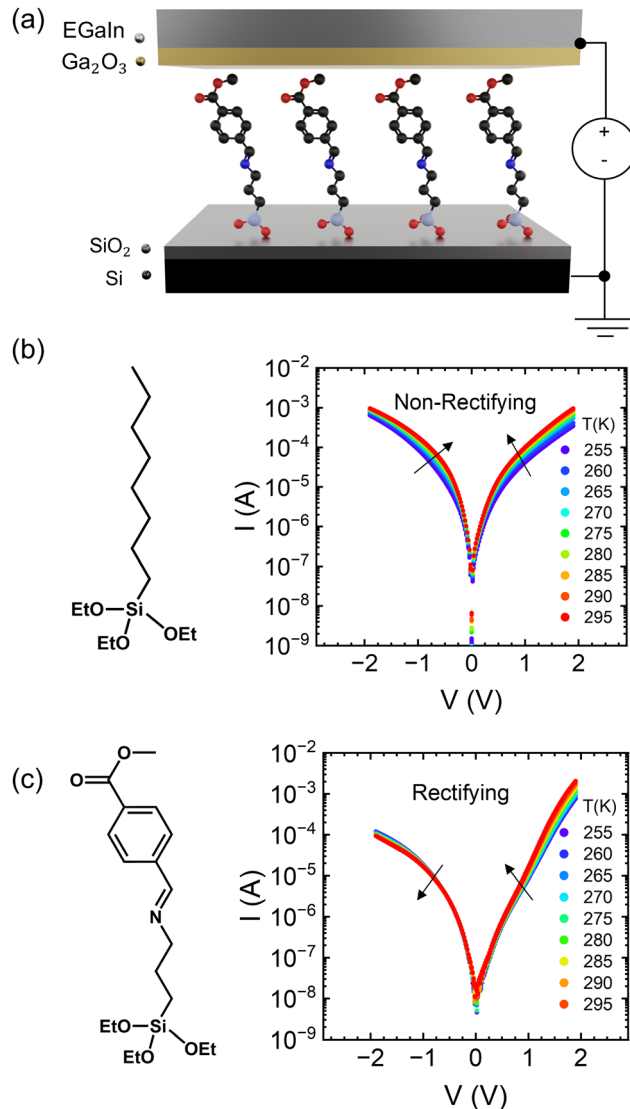 (a)
EGaIn
Ga₂O₃
+
-
SiO₂
Si
(b)
Si
EtO
EtO
OEt
10⁻²
10⁻³
10⁻⁴
10⁻⁵
10⁻⁶
10⁻⁷
10⁻⁸
10⁻⁹
I (A)
Non-Rectifying
T(K)
255
260
265
270
275
280
285
290
295
−2 −1 0 1 2
V (V)
(c)
O
O
N
Si
EtO
EtO
OEt
10⁻²
10⁻³
10⁻⁴
10⁻⁵
10⁻⁶
10⁻⁷
10⁻⁸
10⁻⁹
I (A)
Rectifying
T(K)
255
260
265
270
275
280
285
290
295
−2 −1 0 1 2
V (V)